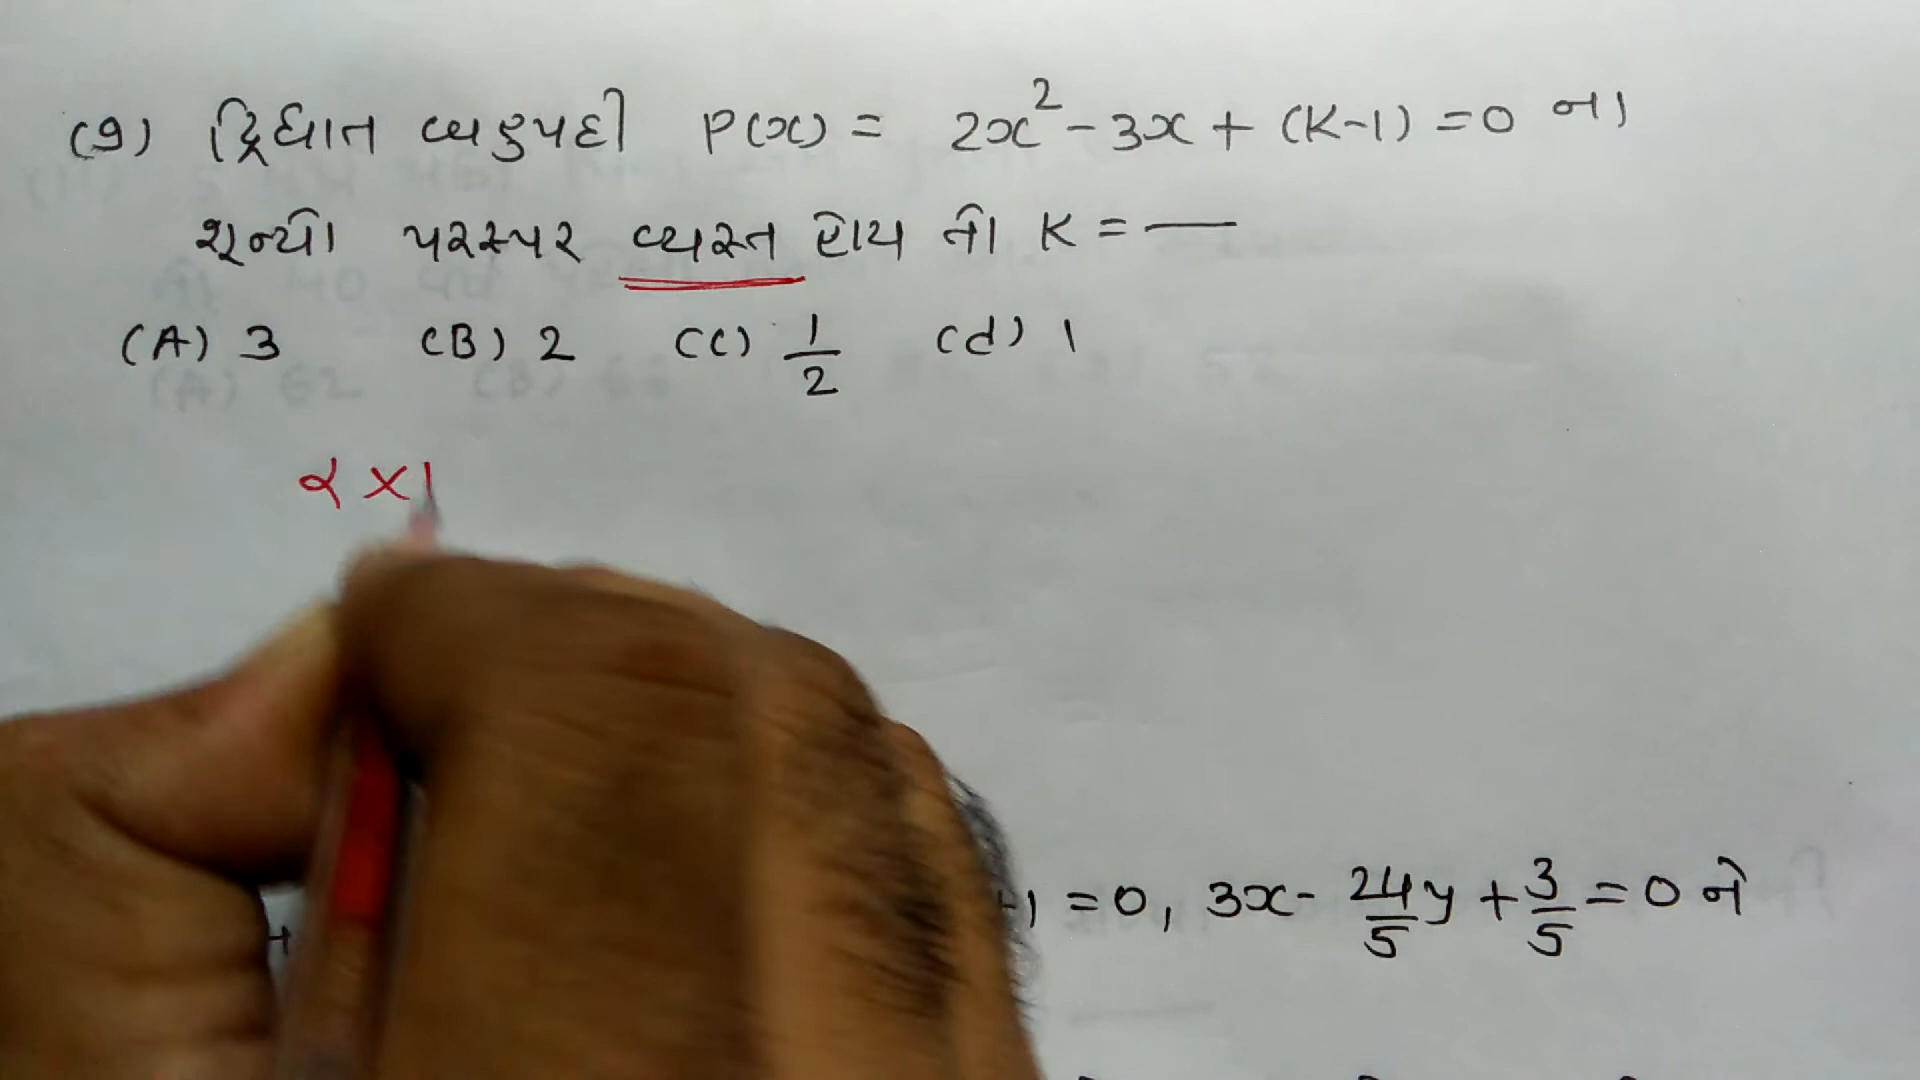 (9) દ્વિઘાત બહુપદી P(x) = 2x² - 3x + (K-1) = 0 ના
શૂન્યો પરસ્પર વ્યસ્ત હોય તો K = —
(A) 3 (B) 2 (C) 1/2 (d) 1
α × 1
+1 = 0, 3x - 24/5 y + 3/5 = 0 ને